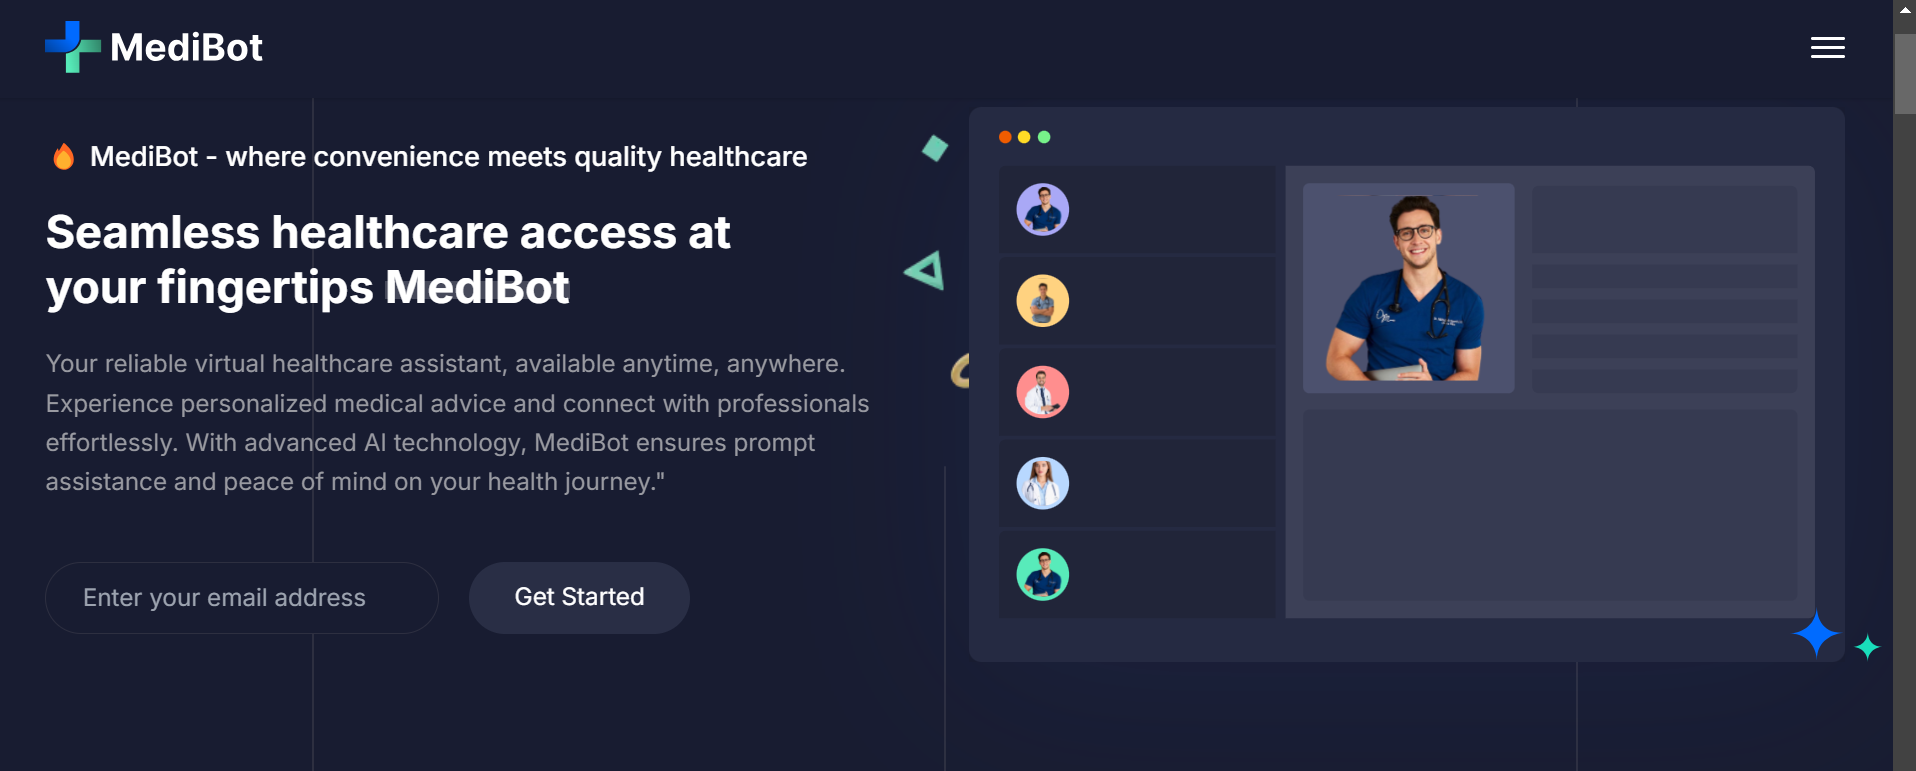 MediBot
MediBot - where convenience meets quality healthcare
Seamless healthcare access at
your fingertips MediBot
Your reliable virtual healthcare assistant, available anytime, anywhere.
Experience personalized medical advice and connect with professionals
effortlessly. With advanced AI technology, MediBot ensures prompt
assistance and peace of mind on your health journey."
Enter your email address
Get Started